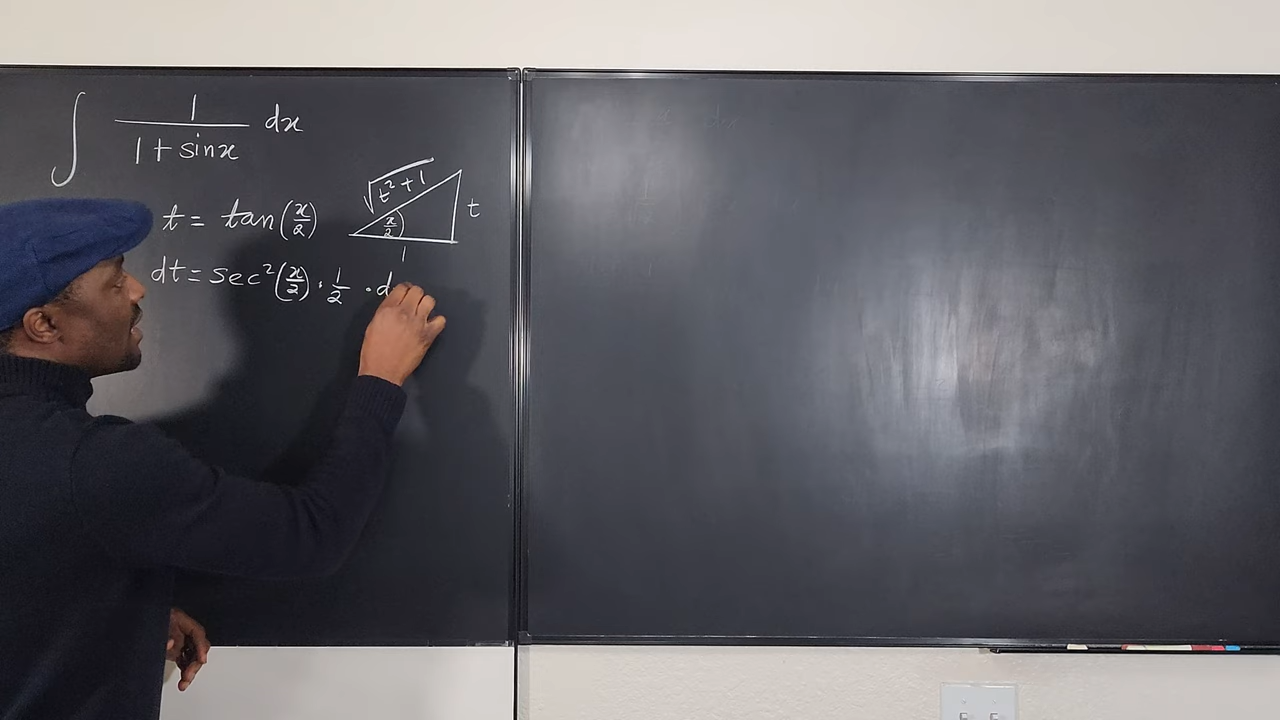 ∫ 1/(1 + sinx) dx
t = tan(x/2)
√(t² + 1)
x/2
t
1
dt = sec²(x/2) · 1/2 · d